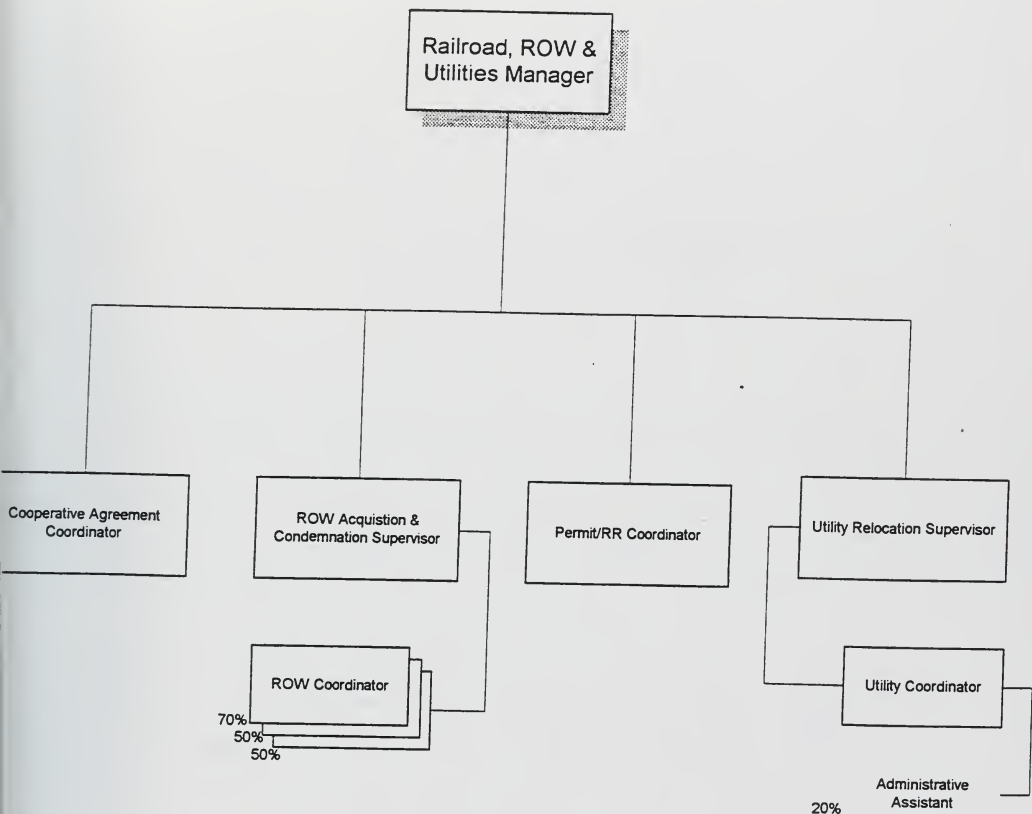 Railroad, ROW &
Utilities Manager
Cooperative Agreement
Coordinator
ROW Acquistion &
Condemnation Supervisor
Permit/RR Coordinator
Utility Relocation Supervisor
ROW Coordinator
70%
50%
50%
Utility Coordinator
Administrative
Assistant
20%